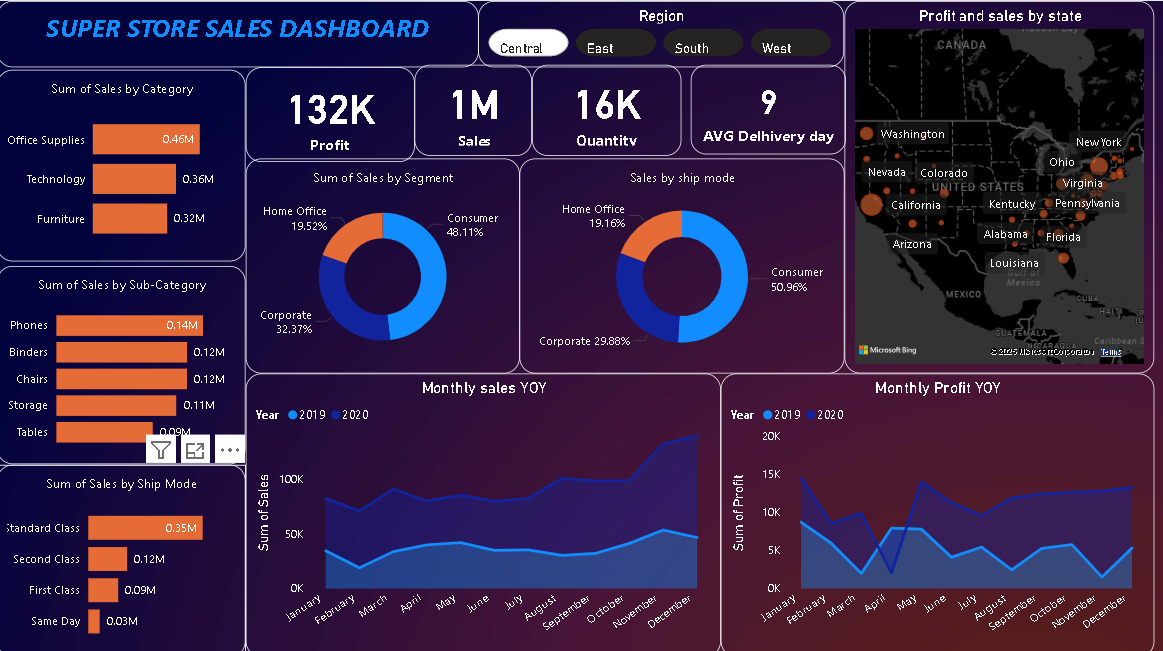 SUPER STORE SALES DASHBOARD
Region
Central
East
South
West
Profit and sales by state
CANADA
Washington
New York
Ohio
Nevada
Colorado
Virginia
UNITED STATES
California
Kentucky
Pennsylvania
Arizona
Alabama
Florida
Louisiana
Gulf of
Mexico
MEXICO
CUBA
HAITI
GUATEMALA
NICARAGUA
Caribbean S
Microsoft Bing
© 2025 Microsoft Corporation
Terms
Sum of Sales by Category
Office Supplies
0.46M
Technology
0.36M
Furniture
0.32M
132K
Profit
1M
Sales
16K
Quantity
9
AVG Delhivery day
Sum of Sales by Segment
Home Office
19.52%
Consumer
48.11%
Corporate
32.37%
Sales by ship mode
Home Office
19.16%
Consumer
50.96%
Corporate 29.88%
Sum of Sales by Sub-Category
Phones
0.14M
Binders
0.12M
Chairs
0.12M
Storage
0.11M
Tables
0.09M
Sum of Sales by Ship Mode
Standard Class
0.35M
Second Class
0.12M
First Class
0.09M
Same Day
0.03M
Monthly sales YOY
Year 2019 2020
Sum of Sales
100K
50K
0K
January
February
March
April
May
June
July
August
September
October
November
December
Monthly Profit YOY
Year 2019 2020
Sum of Profit
20K
15K
10K
5K
0K
January
February
March
April
May
June
July
August
September
October
November
December